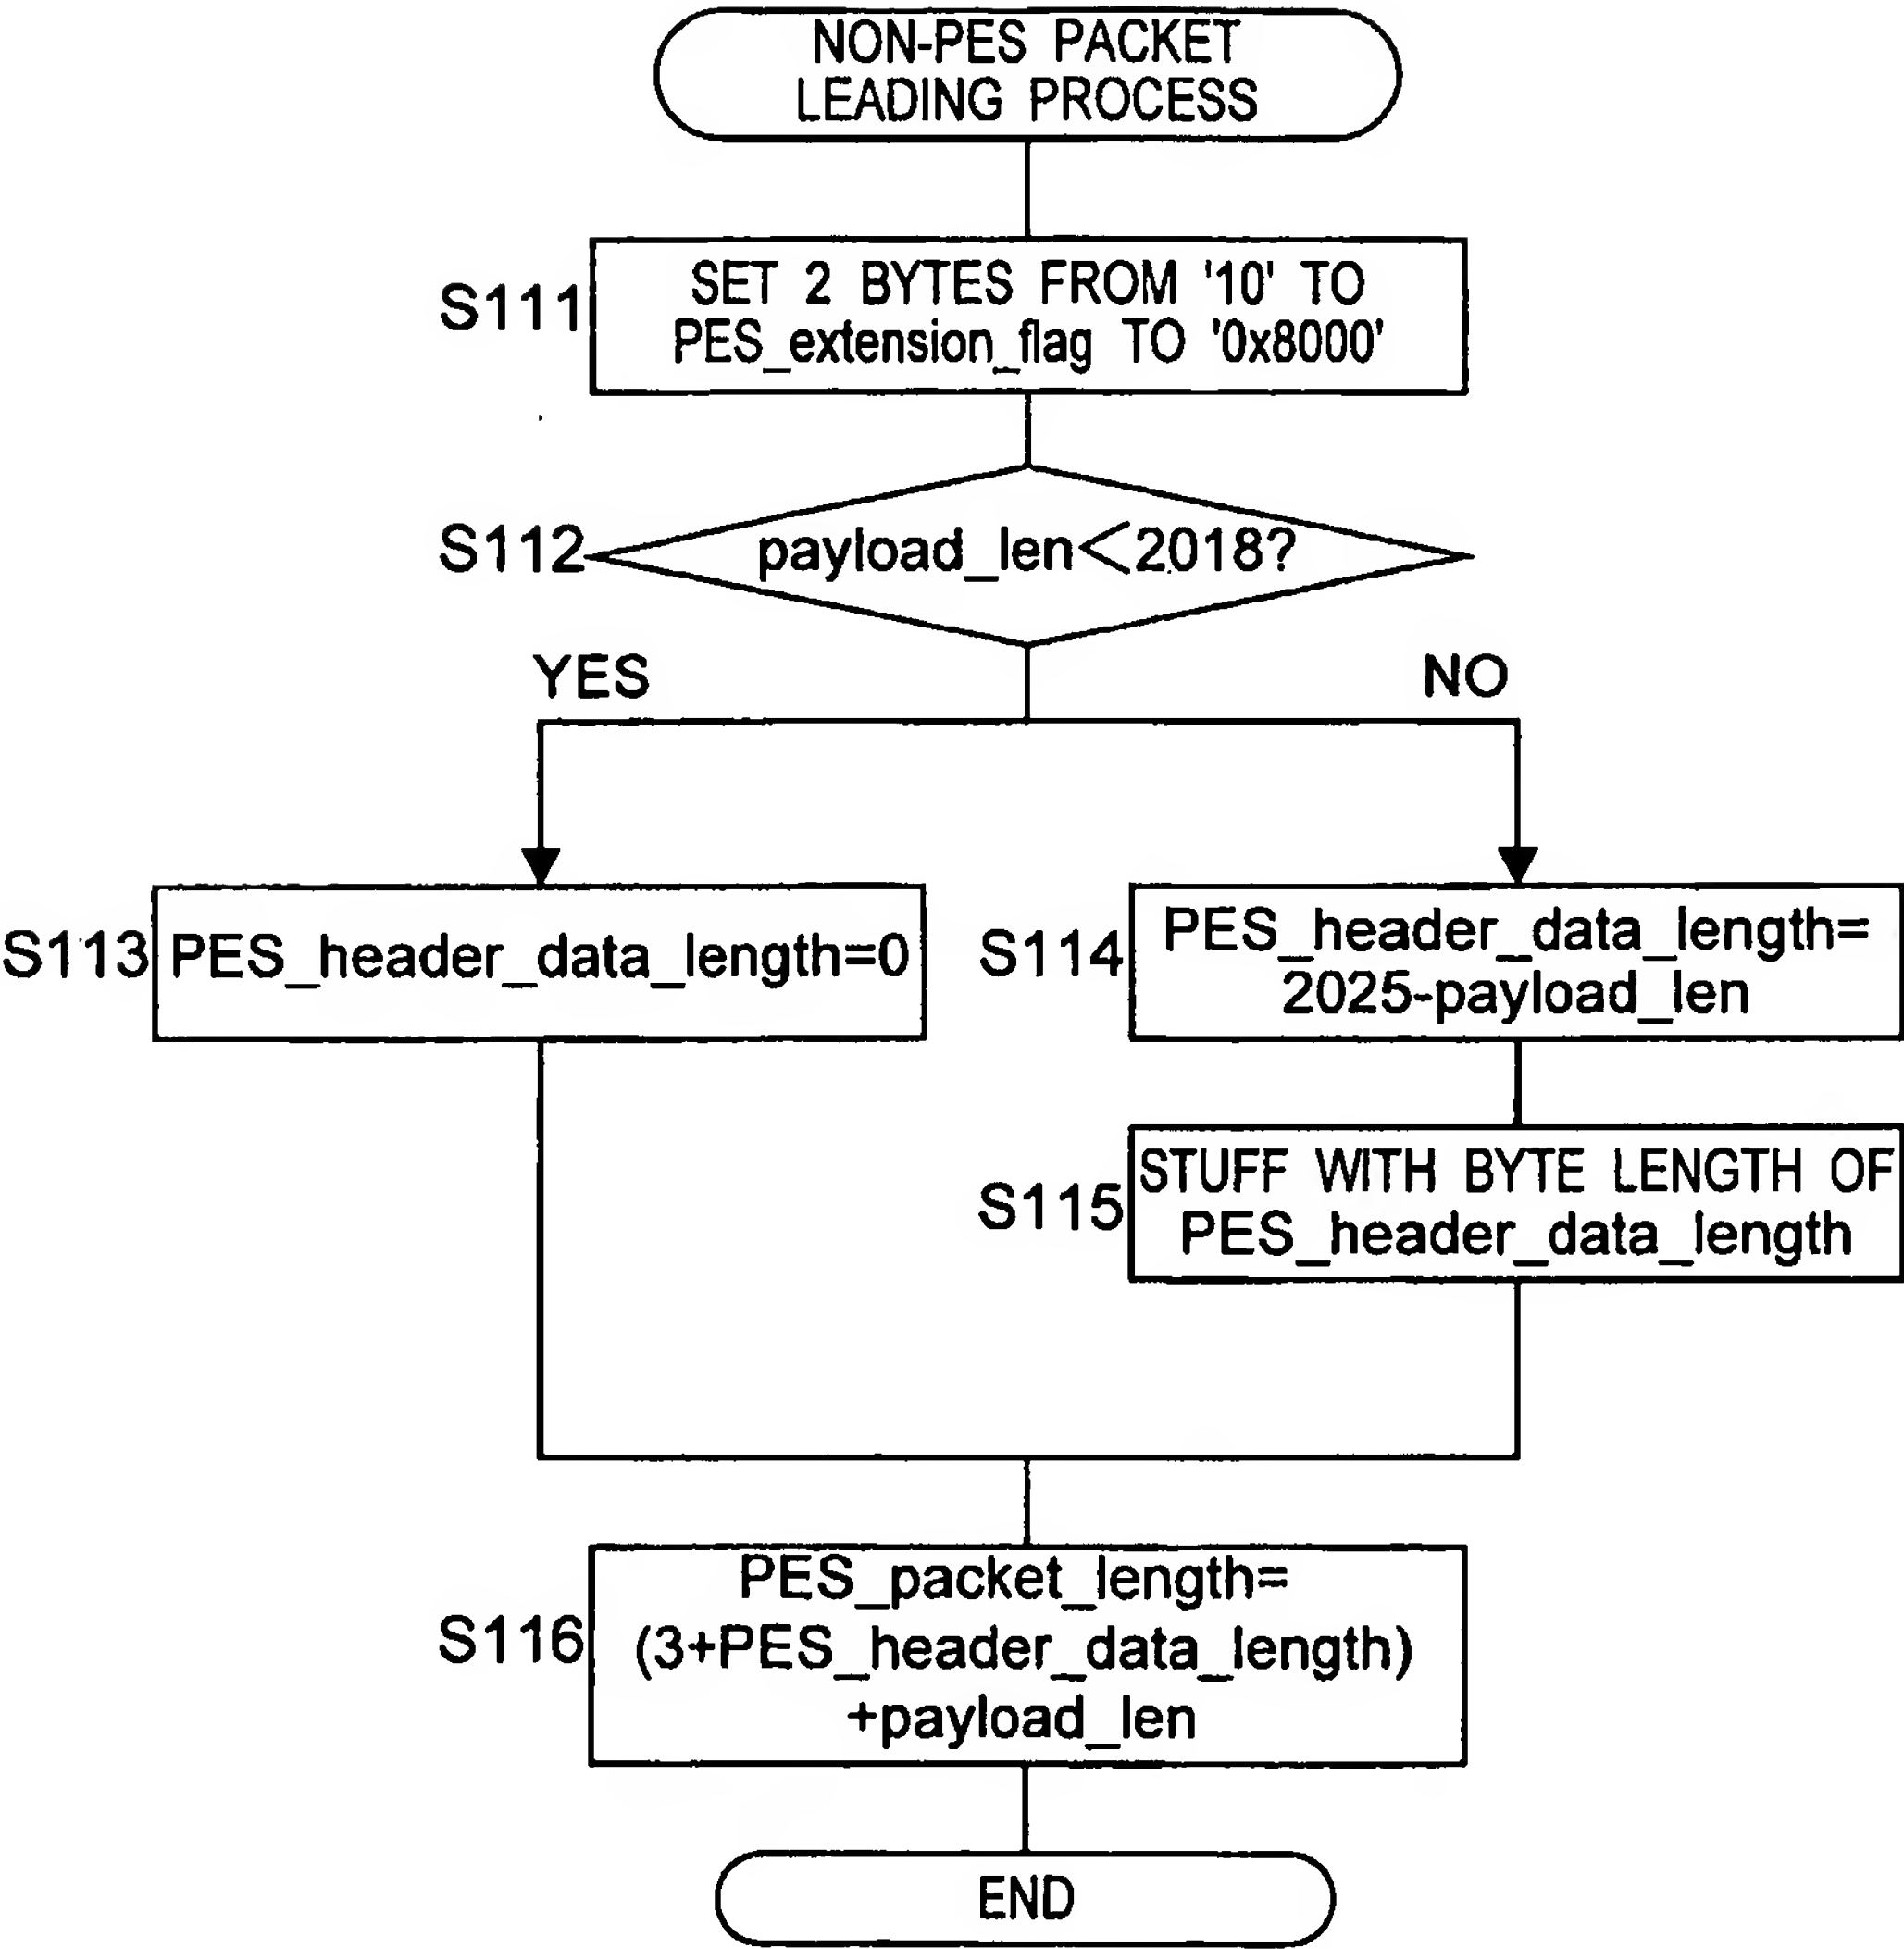 NON-PES PACKET
LEADING PROCESS
S111
SET 2 BYTES FROM '10' TO
PES_extension_flag TO '0x8000'
S112
payload_len<2018?
YES
NO
S113
PES_header_data_length=0
S114
PES_header_data_length=
2025-payload_len
S115
STUFF WITH BYTE LENGTH OF
PES_header_data_length
S116
PES_packet_length=
(3+PES_header_data_length)
+payload_len
END